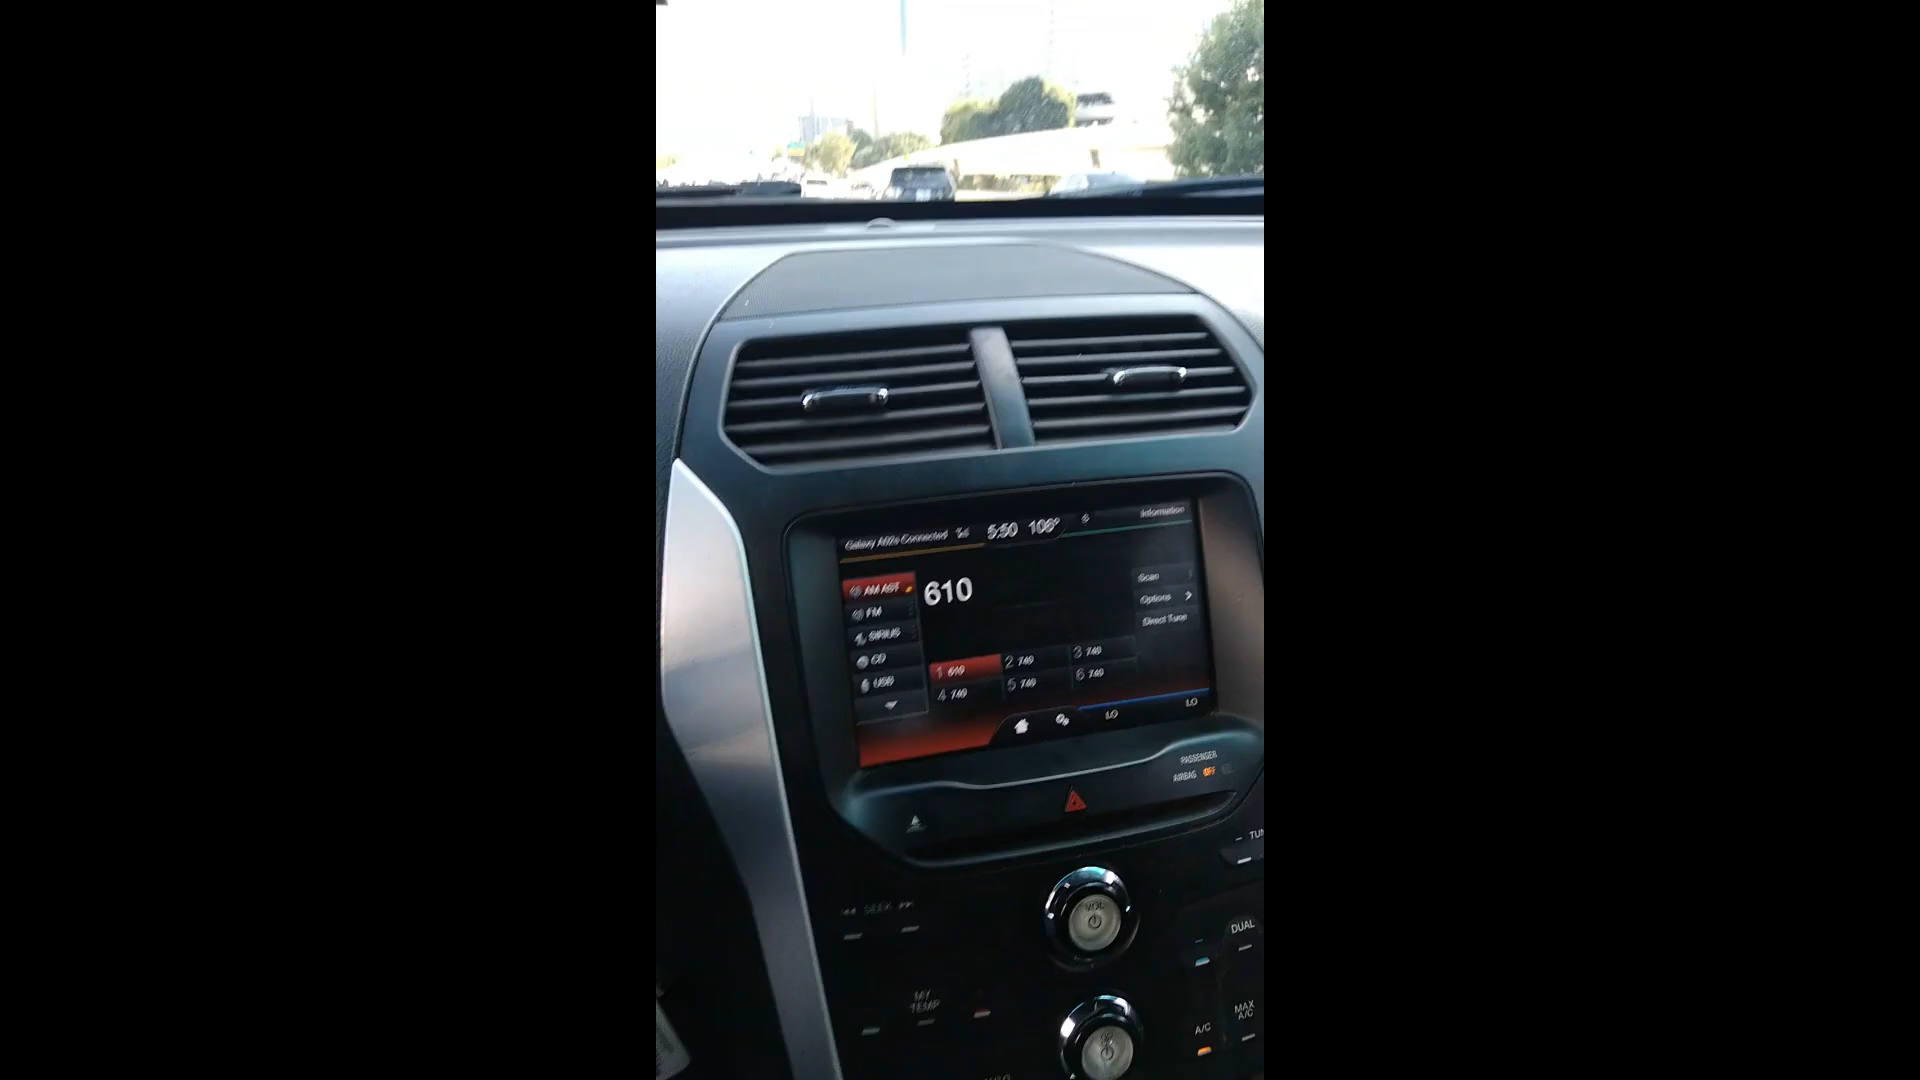 Galaxy A02s Connected 5:50 106° Information
AM AST
FM
SIRIUS
CD
USB
610
Scan
Options
Direct Tune
1 610 2 740 3 740
4 740 5 740 6 740
LO LO
PASSENGER
AIRBAG OFF
SEEK
VOL
DUAL
MY
TEMP
A/C
MAX
A/C